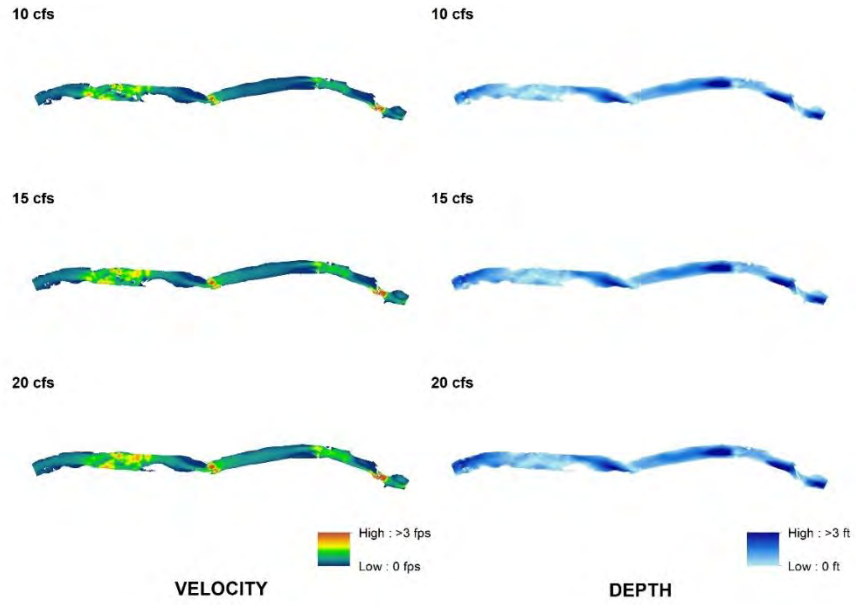 10 cfs
10 cfs
15 cfs
15 cfs
20 cfs
20 cfs
High : >3 fps
Low : 0 fps
High : >3 ft
Low : 0 ft
VELOCITY
DEPTH